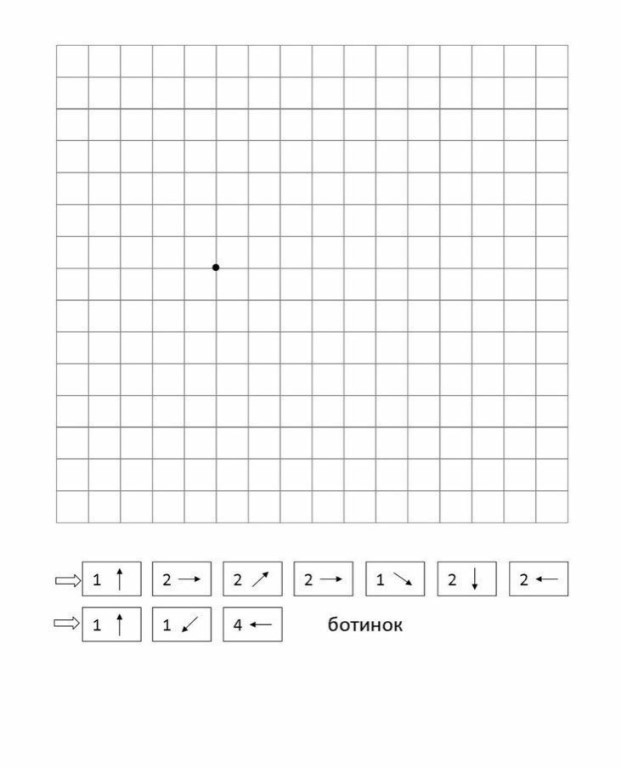 1 ↑ 2 → 2 ↗ 2 → 1 ↘ 2 ↓ 2 ←
1 ↑ 1 ↙ 4 ← ботинок